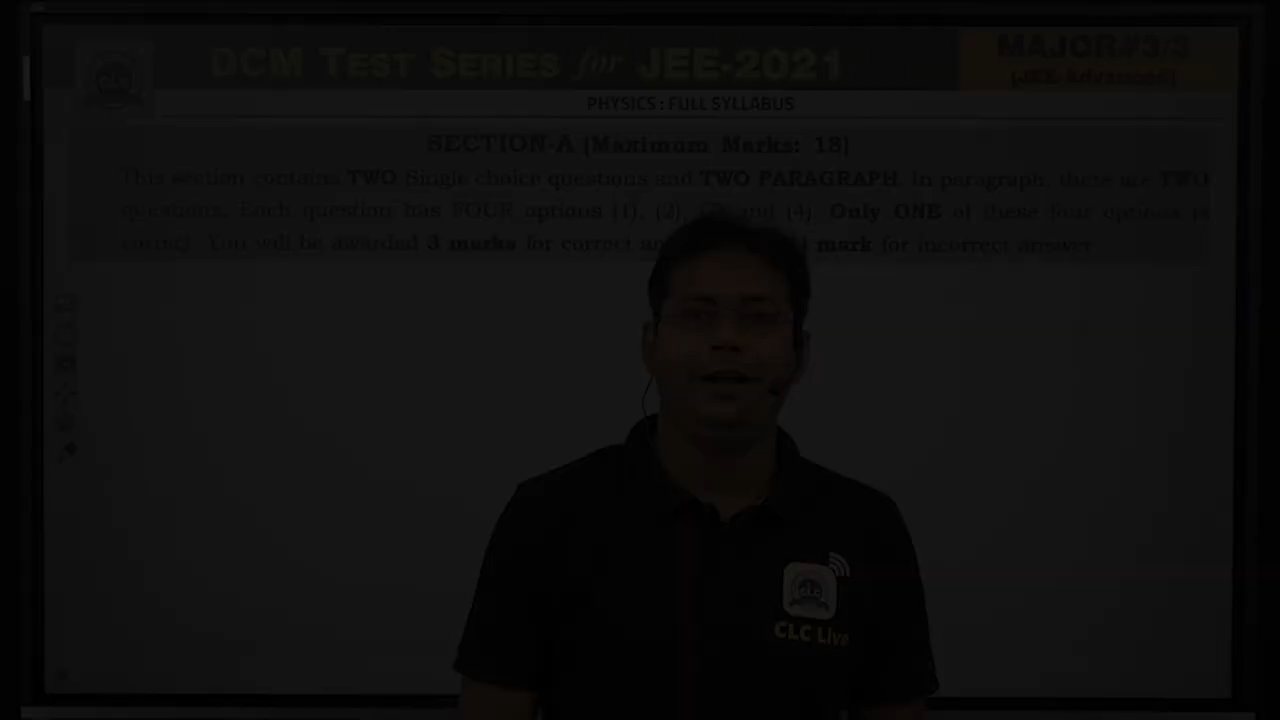 DCM TEST SERIES for JEE-2021
MAJOR#3/3
(JEE Advanced)
CLC
PHYSICS : FULL SYLLABUS
SECTION-A (Maximum Marks: 18)
This section contains TWO Single choice questions and TWO PARAGRAPH. In paragraph, there are TWO
questions. Each question has FOUR options (1), (2), (3) and (4). Only ONE of these four options is
correct. You will be awarded 3 marks for correct mark for incorrect answer.
CLC
CLC Live